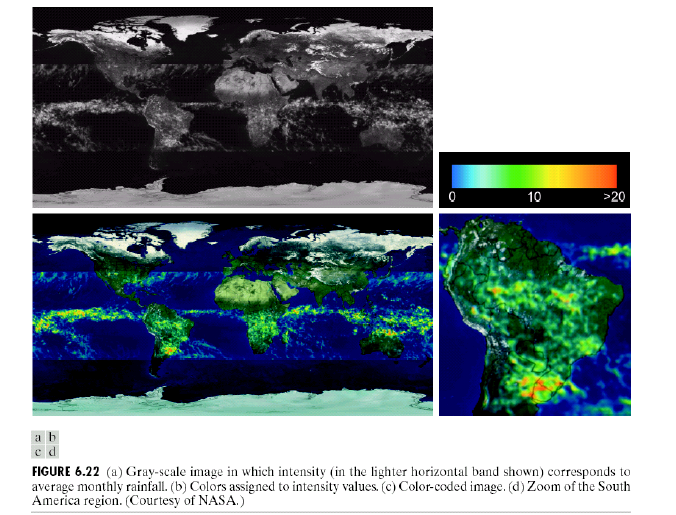 0 10 >20
a b
c d
FIGURE 6.22 (a) Gray-scale image in which intensity (in the lighter horizontal band shown) corresponds to
average monthly rainfall. (b) Colors assigned to intensity values. (c) Color-coded image. (d) Zoom of the South
America region. (Courtesy of NASA.)